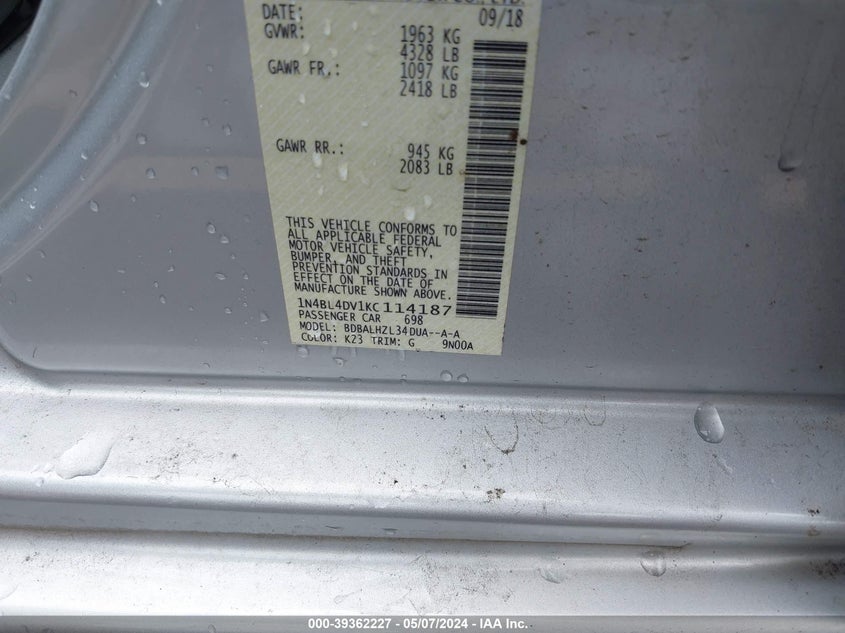 CO., LTD.
DATE: 09/18
GVWR: 1963 KG
4328 LB
GAWR FR.: 1097 KG
2418 LB
GAWR RR.: 945 KG
2083 LB
THIS VEHICLE CONFORMS TO
ALL APPLICABLE FEDERAL
MOTOR VEHICLE SAFETY,
BUMPER, AND THEFT
PREVENTION STANDARDS IN
EFFECT ON THE DATE OF
MANUFACTURE SHOWN ABOVE.
1N4BL4DV1KC114187
PASSENGER CAR 698
MODEL: BDBALHZL34DUA--A-A
COLOR: K23 TRIM: G 9N00A
000-39362227 - 05/07/2024 - IAA Inc.